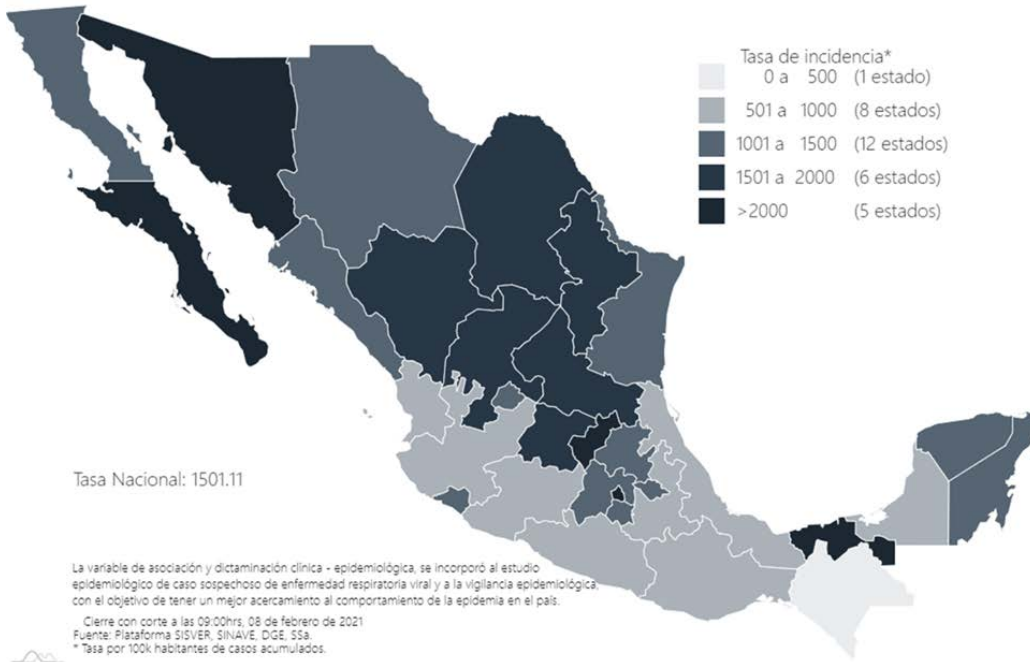 Tasa de incidencia*
0 a 500 (1 estado)
501 a 1000 (8 estados)
1001 a 1500 (12 estados)
1501 a 2000 (6 estados)
>2000 (5 estados)
Tasa Nacional: 1501.11
La variable de asociación y dictaminación clínica - epidemiológica, se incorporó al estudio
epidemiológico de caso sospechoso de enfermedad respiratoria viral y a la vigilancia epidemiológica,
con el objetivo de tener un mejor acercamiento al comportamiento de la epidemia en el país.
Cierre con corte a las 09:00hrs, 08 de febrero de 2021
Fuente: Plataforma SISVER, SINAVE, DGE, SSa.
* Tasa por 100k habitantes de casos acumulados.